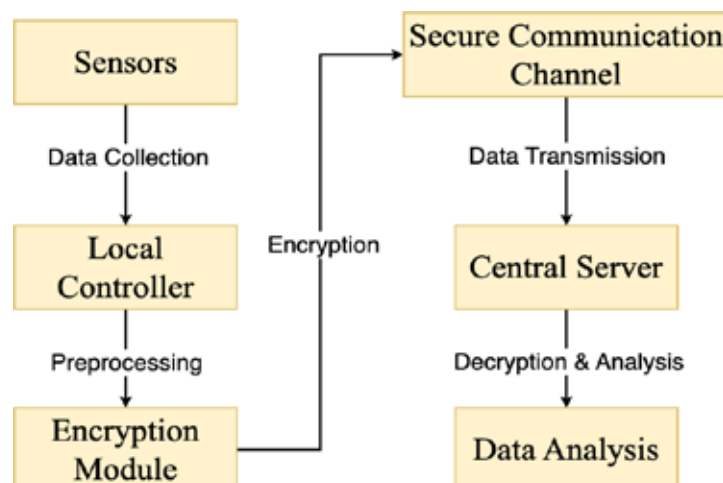 Sensors
Data Collection
Local
Controller
Preprocessing
Encryption
Module
Encryption
Secure Communication
Channel
Data Transmission
Central Server
Decryption & Analysis
Data Analysis